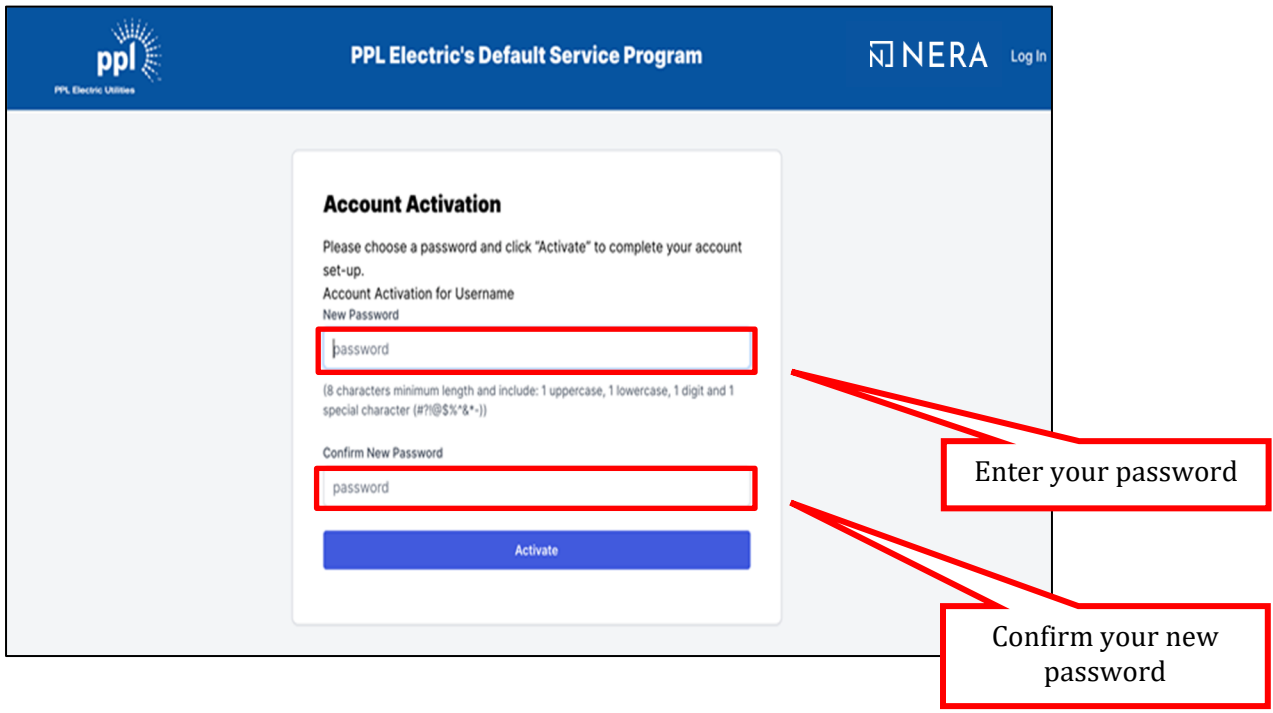 ppl
PPL Electric Utilities
PPL Electric's Default Service Program
NERA
Log In
Account Activation
Please choose a password and click "Activate" to complete your account
set-up.
Account Activation for Username
New Password
password
(8 characters minimum length and include: 1 uppercase, 1 lowercase, 1 digit and 1
special character (#?!@$%^&*-))
Confirm New Password
password
Activate
Enter your password
Confirm your new
password